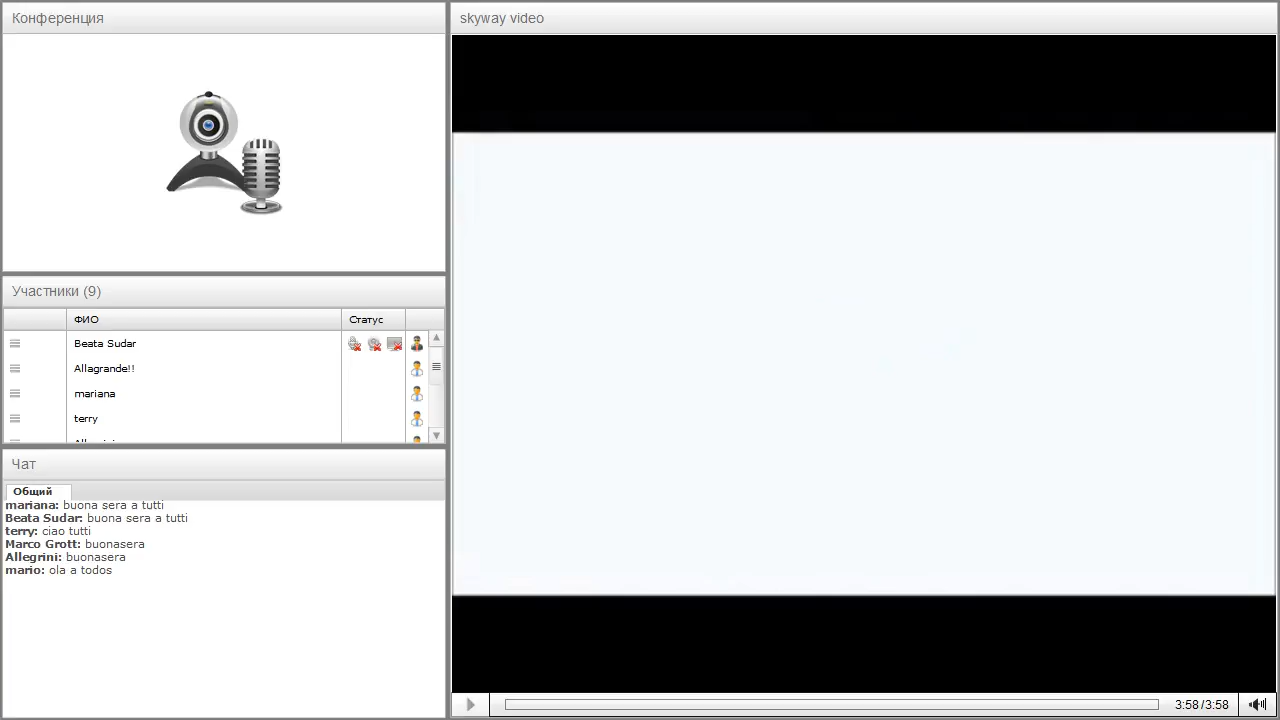 Конференция
skyway video
Участники (9)
ФИО
Статус
Beata Sudar
Allagrande!!
mariana
terry
Чат
Общий
mariana: buona sera a tutti
Beata Sudar: buona sera a tutti
terry: ciao tutti
Marco Grott: buonasera
Allegrini: buonasera
mario: ola a todos
3:58/3:58